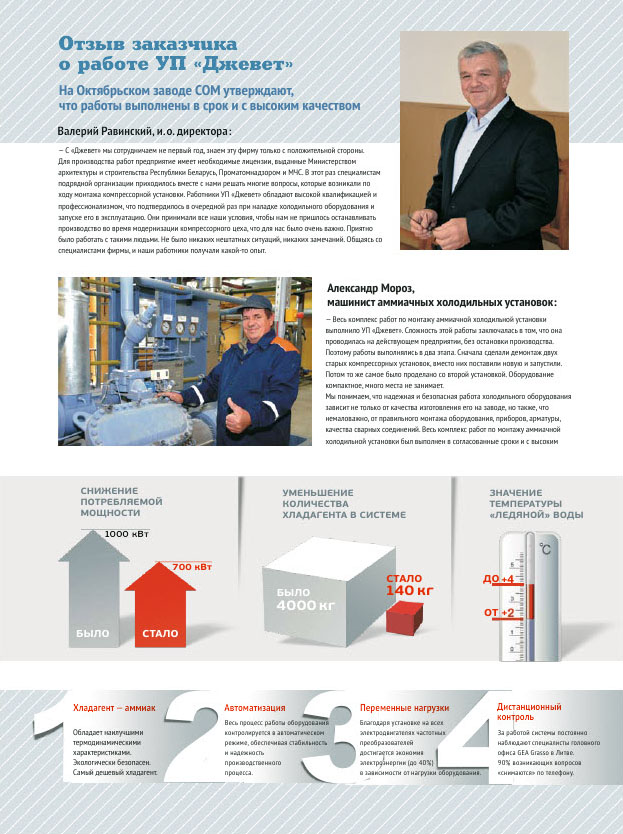 Отзыв заказчика
о работе УП «Джевет»
На Октябрьском заводе СОМ утверждают,
что работы выполнены в срок и с высоким качеством
Валерий Равинский, и.о. директора:
— С «Джевет» мы сотрудничаем не первый год, знаем эту фирму только с положительной стороны.
Для производства работ предприятие имеет необходимые лицензии, выданные Министерством
архитектуры и строительства Республики Беларусь, Проматомнадзором и МЧС. В этот раз специалистам
подрядной организации приходилось вместе с нами решать многие вопросы, которые возникали по
ходу монтажа компрессорной установки. Работники УП «Джевет» обладают высокой квалификацией и
профессионализмом, что подтвердилось в очередной раз при наладке холодильного оборудования и
запуске его в эксплуатацию. Они принимали все наши условия, чтобы нам не пришлось останавливать
производство во время модернизации компрессорного цеха, что для нас было очень важно. Приятно
было работать с такими людьми. Не было никаких нештатных ситуаций, никаких замечаний. Общаясь со
специалистами фирмы, и наши работники получали какой-то опыт.
Александр Мороз,
машинист аммиачных холодильных установок:
— Весь комплекс работ по монтажу аммиачной холодильной установки
выполнило УП «Джевет». Сложность этой работы заключалась в том, что она
проводилась на действующем предприятии, без остановки производства.
Поэтому работы выполнялись в два этапа. Сначала сделали демонтаж двух
старых компрессорных установок, вместо них поставили новую и запустили.
Потом то же самое было проделано со второй установкой. Оборудование
компактное, много места не занимает.
Мы понимаем, что надежная и безопасная работа холодильного оборудования
зависит не только от качества изготовления его на заводе, но также, что
немаловажно, от правильного монтажа оборудования, приборов, арматуры,
качества сварных соединений. Весь комплекс работ по монтажу аммиачной
холодильной установки был выполнен в согласованные сроки и с высоким
СНИЖЕНИЕ
ПОТРЕБЛЯЕМОЙ
МОЩНОСТИ
1000 кВт
700 кВт
БЫЛО
СТАЛО
УМЕНЬШЕНИЕ
КОЛИЧЕСТВА
ХЛАДАГЕНТА В СИСТЕМЕ
БЫЛО
4000 кг
СТАЛО
140 кг
ЗНАЧЕНИЕ
ТЕМПЕРАТУРЫ
«ЛЕДЯНОЙ» ВОДЫ
°C
5
ДО +4
3
ОТ +2
1
0
1
Хладагент — аммиак
Обладает наилучшими
термодинамическими
характеристиками.
Экологически безопасен.
Самый дешевый хладагент.
2
Автоматизация
Весь процесс работы оборудования
контролируется в автоматическом
режиме, обеспечивая стабильность
и надежность
производственного
процесса.
3
Переменные нагрузки
Благодаря установке на всех
электродвигателях частотных
преобразователей
достигается экономия
электроэнергии (до 40%)
в зависимости от нагрузки оборудования.
4
Дистанционный
контроль
За работой системы постоянно
наблюдают специалисты головного
офиса GEA Grasso в Литве.
90% возникающих вопросов
«снимаются» по телефону.